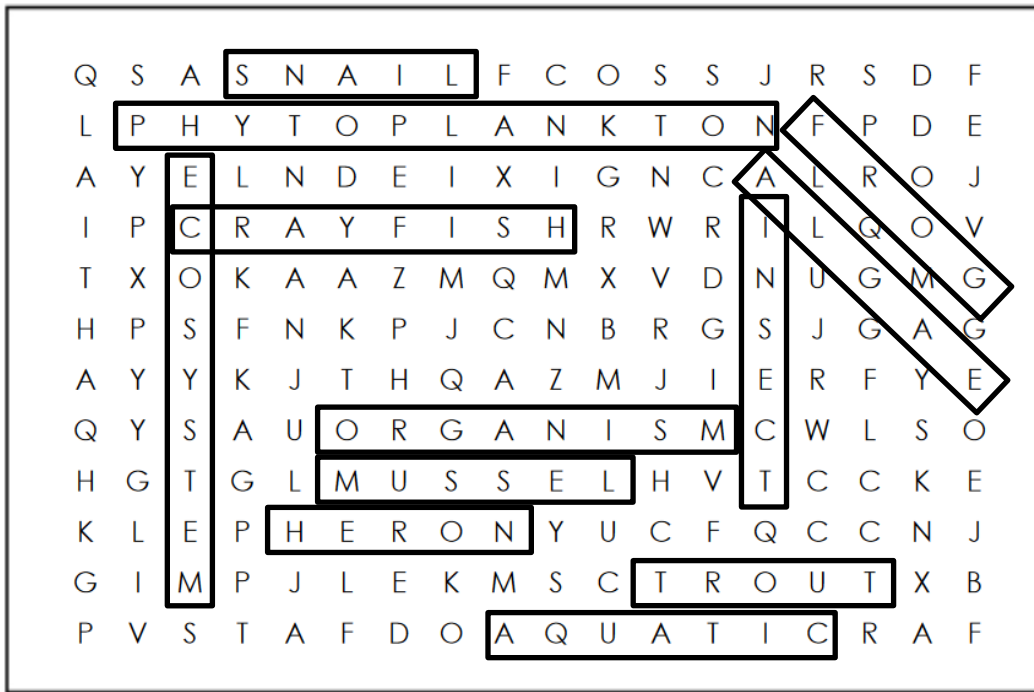 Q S A S N A I L F C O S S J R S D F
L P H Y T O P L A N K T O N F P D E
A Y E L N D E I X I G N C A L R O J
I P C R A Y F I S H R W R I L Q O V
T X O K A A Z M Q M X V D N U G M G
H P S F N K P J C N B R G S J G A G
A Y Y K J T H Q A Z M J I E R F Y E
Q Y S A U O R G A N I S M C W L S O
H G T G L M U S S E L H V T C C K E
K L E P H E R O N Y U C F Q C C N J
G I M P J L E K M S C T R O U T X B
P V S T A F D O A Q U A T I C R A F